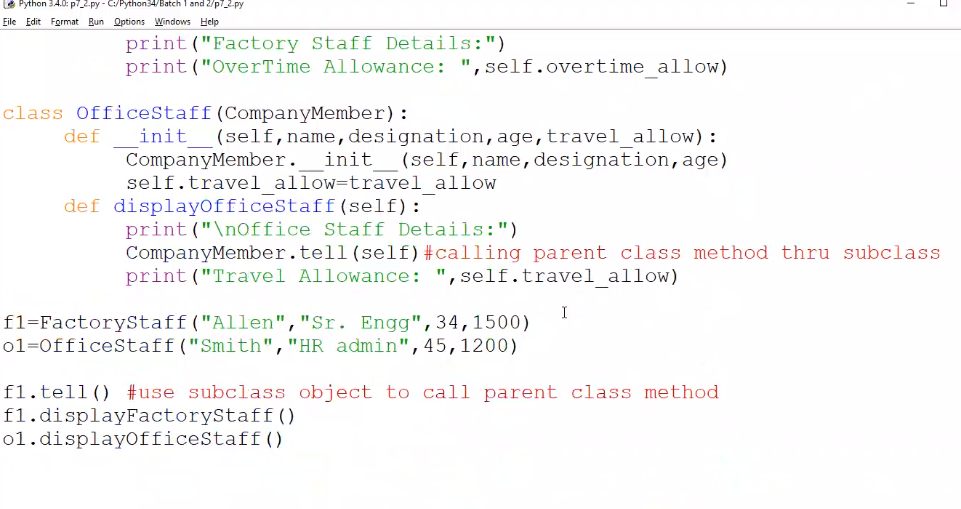 Python 3.4.0: p7_2.py - C:/Python34/Batch 1 and 2/p7_2.py
File Edit Format Run Options Windows Help
        print("Factory Staff Details:")
        print("OverTime Allowance: ",self.overtime_allow)

class OfficeStaff(CompanyMember):
    def __init__(self,name,designation,age,travel_allow):
        CompanyMember.__init__(self,name,designation,age)
        self.travel_allow=travel_allow
    def displayOfficeStaff(self):
        print("\nOffice Staff Details:")
        CompanyMember.tell(self)#calling parent class method thru subclass
        print("Travel Allowance: ",self.travel_allow)

f1=FactoryStaff("Allen","Sr. Engg",34,1500)
o1=OfficeStaff("Smith","HR admin",45,1200)

f1.tell() #use subclass object to call parent class method
f1.displayFactoryStaff()
o1.displayOfficeStaff()